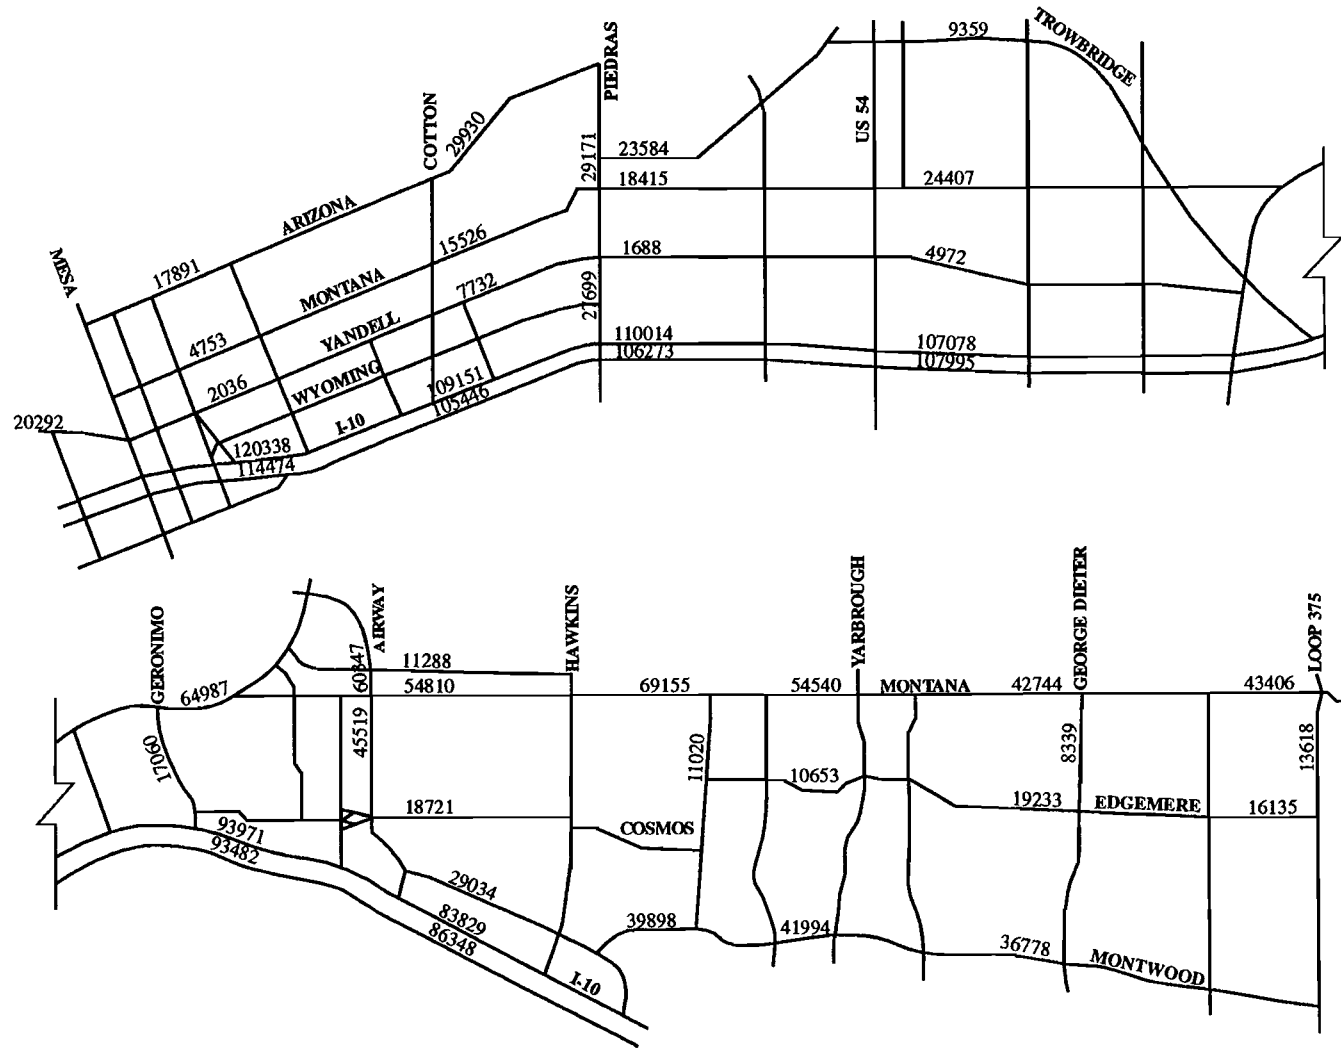 9359
TROWBRIDGE
PIEDRAS
US 54
COTTON
29930
29171
23584
18415
24407
ARIZONA
15526
1688
4972
MESA
17891
MONTANA
7732
27699
4753
YANDELL
110014
107078
106273
107995
2036
WYOMING
109151
105446
20292
I-10
120338
114474
GERONIMO
AIRWAY
HAWKINS
YARBROUGH
GEORGE DIETER
LOOP 375
64987
60347
11288
54810
69155
54540
MONTANA
42744
43406
17060
45519
11020
8339
13618
10653
18721
19233
EDGEMERE
16135
93971
93482
COSMOS
29034
83829
86348
39898
41994
36778
MONTWOOD
I-10